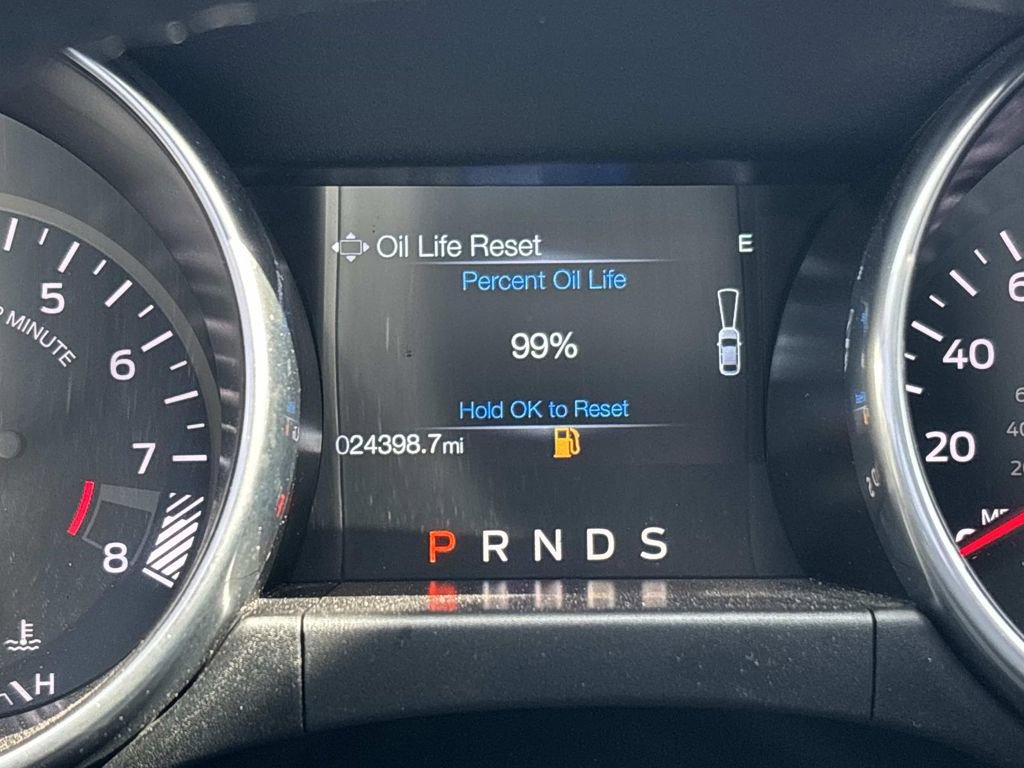 Oil Life Reset
E
Percent Oil Life
99%
Hold OK to Reset
024398.7mi
P R N D S
5
MINUTE
6
7
8
H
40
20